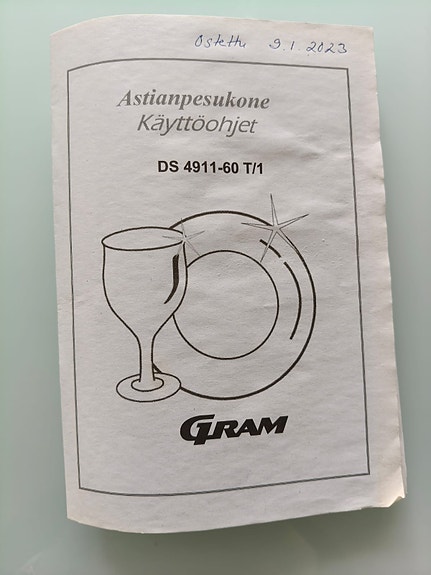 Ostettu 9.1.2023
Astianpesukone
Käyttöohjet
DS 4911-60 T/1
GRAM